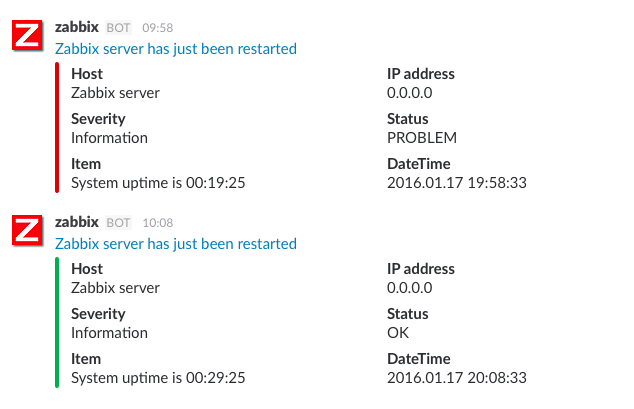 zabbix BOT 09:58
Zabbix server has just been restarted
Host IP address
Zabbix server 0.0.0.0
Severity Status
Information PROBLEM
Item DateTime
System uptime is 00:19:25 2016.01.17 19:58:33
zabbix BOT 10:08
Zabbix server has just been restarted
Host IP address
Zabbix server 0.0.0.0
Severity Status
Information OK
Item DateTime
System uptime is 00:29:25 2016.01.17 20:08:33